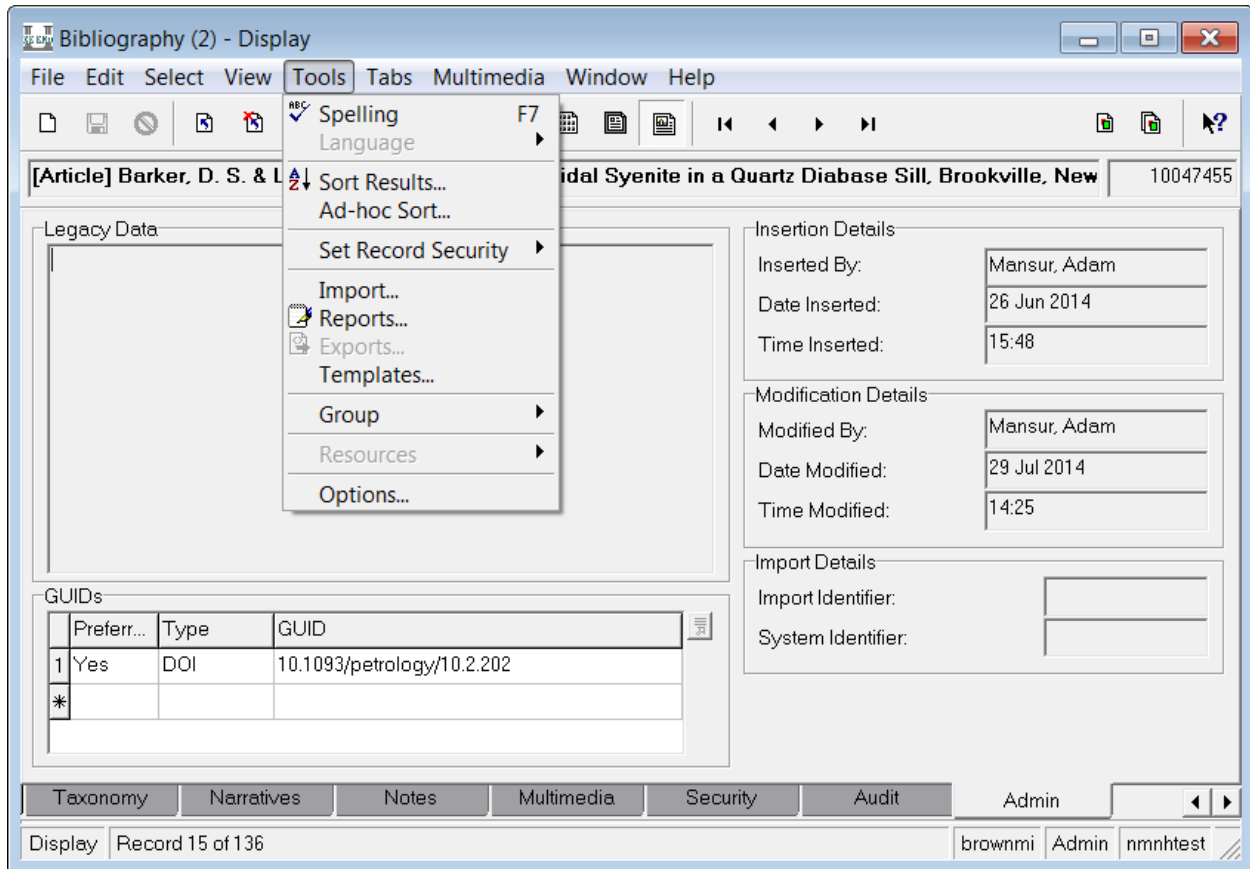 Bibliography (2) - Display
File Edit Select View Tools Tabs Multimedia Window Help
[Article] Barker, D. S. & L idal Syenite in a Quartz Diabase Sill, Brookville, New 10047455
ABC Spelling F7
Language
Sort Results...
Ad-hoc Sort...
Set Record Security
Import...
Reports...
Exports...
Templates...
Group
Resources
Options...
Legacy Data
Insertion Details
Inserted By: Mansur, Adam
Date Inserted: 26 Jun 2014
Time Inserted: 15:48
Modification Details
Modified By: Mansur, Adam
Date Modified: 29 Jul 2014
Time Modified: 14:25
Import Details
Import Identifier:
System Identifier:
GUIDs
Preferr... Type GUID
1 Yes DOI 10.1093/petrology/10.2.202
*
Taxonomy Narratives Notes Multimedia Security Audit Admin
Display Record 15 of 136 brownmi Admin nmnhtest